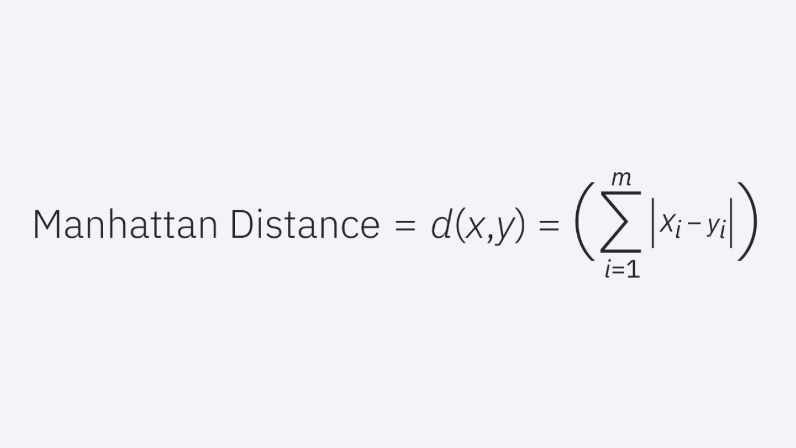 Manhattan Distance = d(x,y) = (∑_{i=1}^{m} |x_i − y_i|)